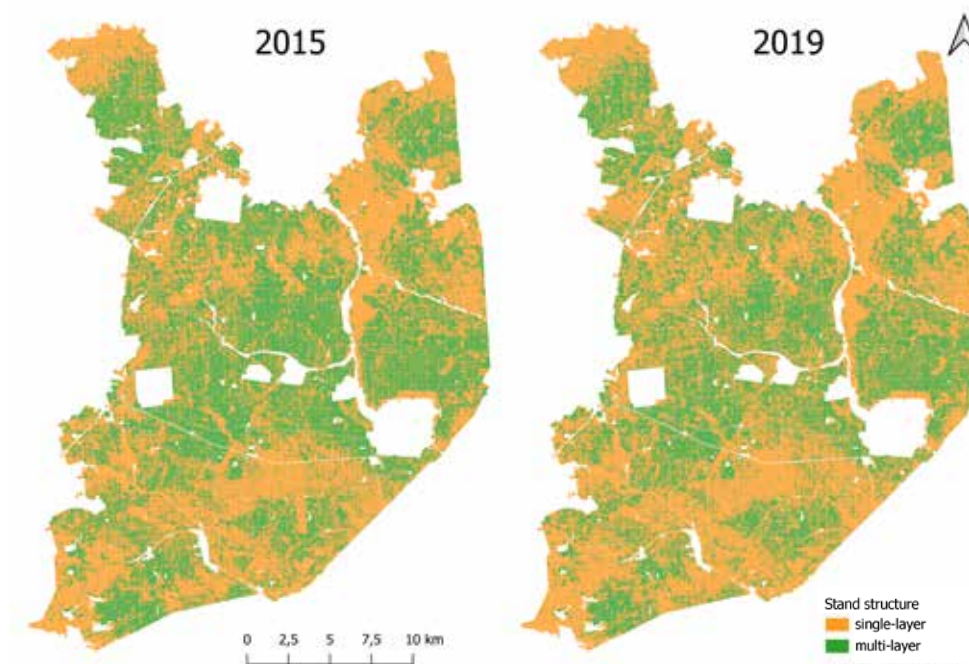 2015
2019
Stand structure
single-layer
multi-layer
0 2,5 5 7,5 10 km